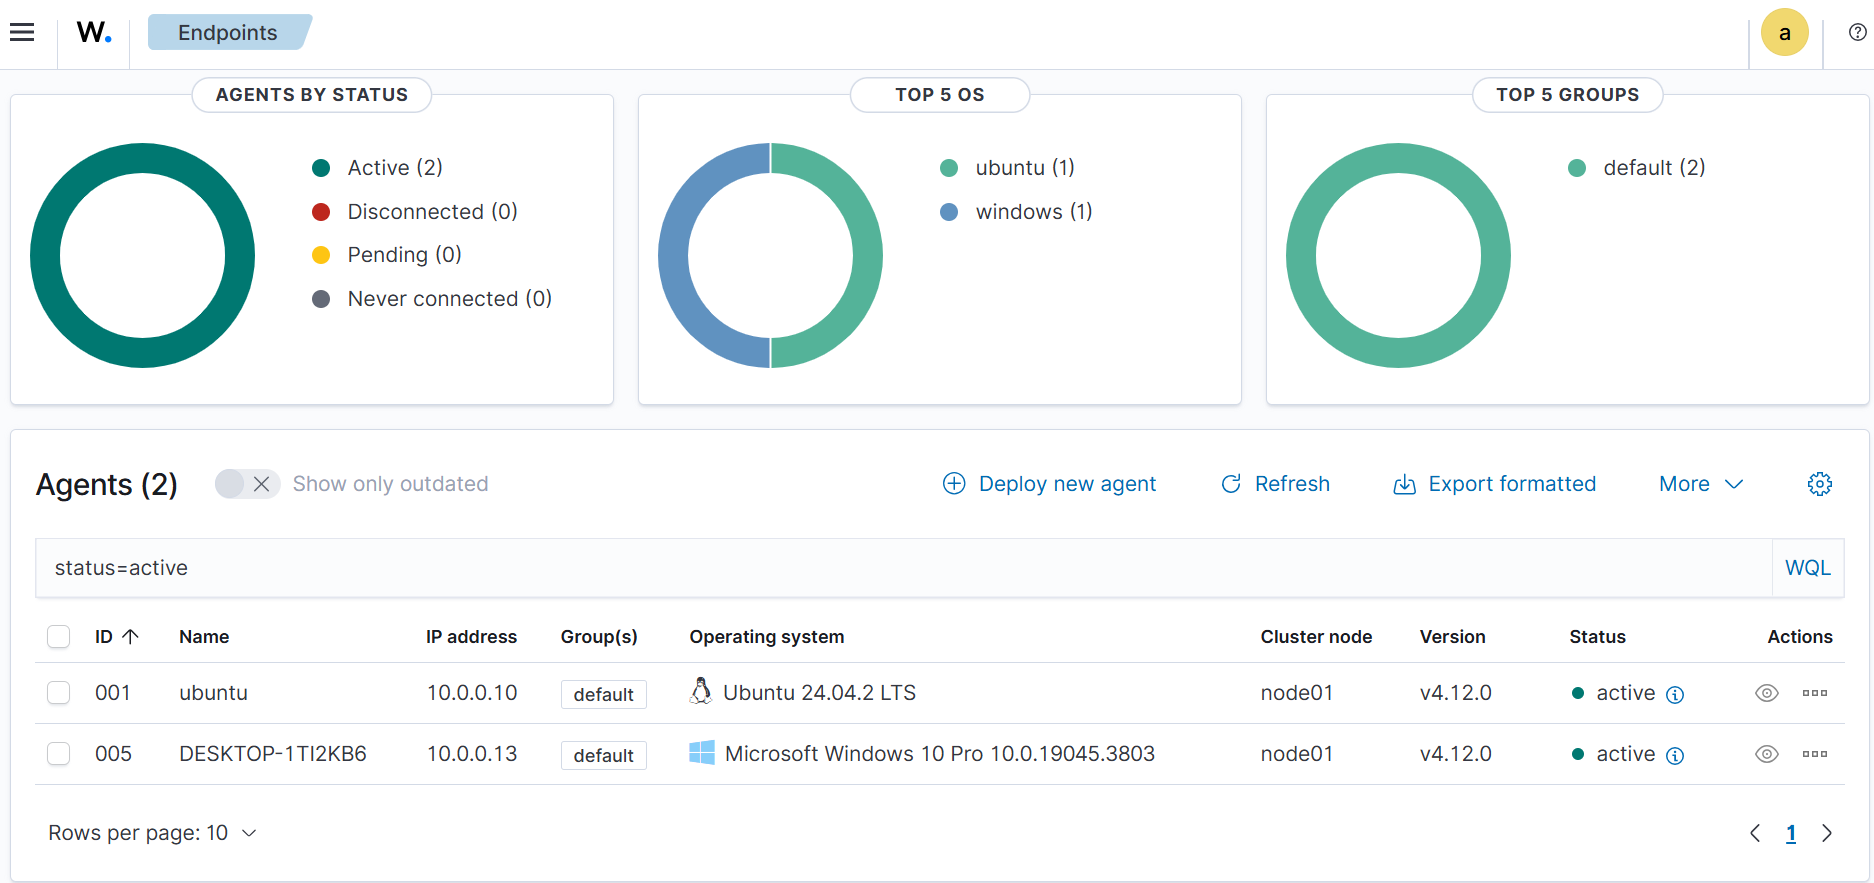 W. Endpoints a
AGENTS BY STATUS
Active (2)
Disconnected (0)
Pending (0)
Never connected (0)
TOP 5 OS
ubuntu (1)
windows (1)
TOP 5 GROUPS
default (2)
Agents (2) Show only outdated Deploy new agent Refresh Export formatted More
status=active WQL
ID Name IP address Group(s) Operating system Cluster node Version Status Actions
001 ubuntu 10.0.0.10 default Ubuntu 24.04.2 LTS node01 v4.12.0 active
005 DESKTOP-1TI2KB6 10.0.0.13 default Microsoft Windows 10 Pro 10.0.19045.3803 node01 v4.12.0 active
Rows per page: 10 1